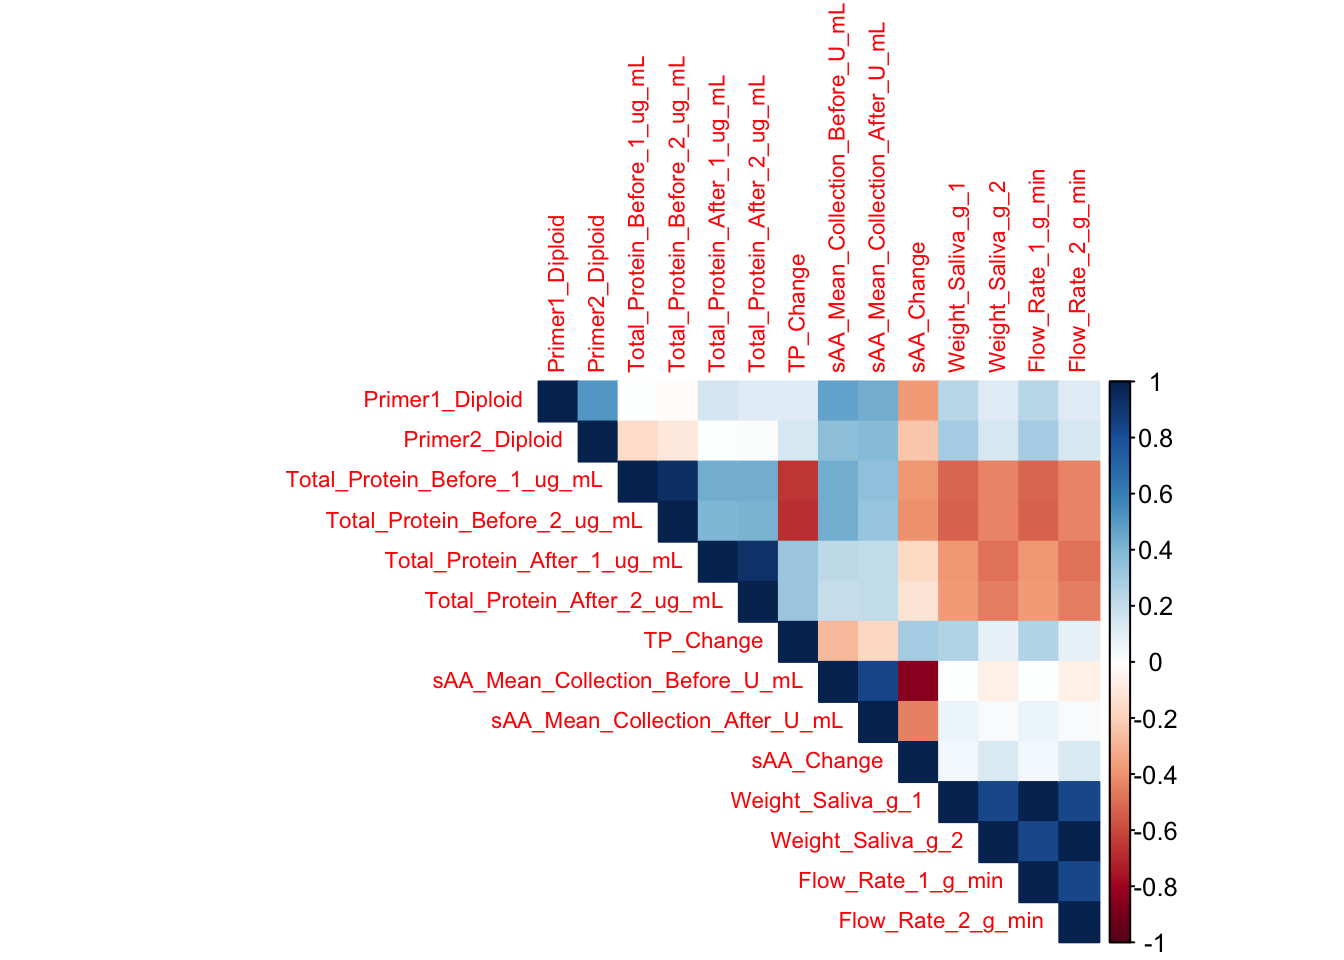 Primer1_Diploid
Primer2_Diploid
Total_Protein_Before_1_ug_mL
Total_Protein_Before_2_ug_mL
Total_Protein_After_1_ug_mL
Total_Protein_After_2_ug_mL
TP_Change
sAA_Mean_Collection_Before_U_mL
sAA_Mean_Collection_After_U_mL
sAA_Change
Weight_Saliva_g_1
Weight_Saliva_g_2
Flow_Rate_1_g_min
Flow_Rate_2_g_min
Primer1_Diploid
Primer2_Diploid
Total_Protein_Before_1_ug_mL
Total_Protein_Before_2_ug_mL
Total_Protein_After_1_ug_mL
Total_Protein_After_2_ug_mL
TP_Change
sAA_Mean_Collection_Before_U_mL
sAA_Mean_Collection_After_U_mL
sAA_Change
Weight_Saliva_g_1
Weight_Saliva_g_2
Flow_Rate_1_g_min
Flow_Rate_2_g_min
1
0.8
0.6
0.4
0.2
0
-0.2
-0.4
-0.6
-0.8
-1